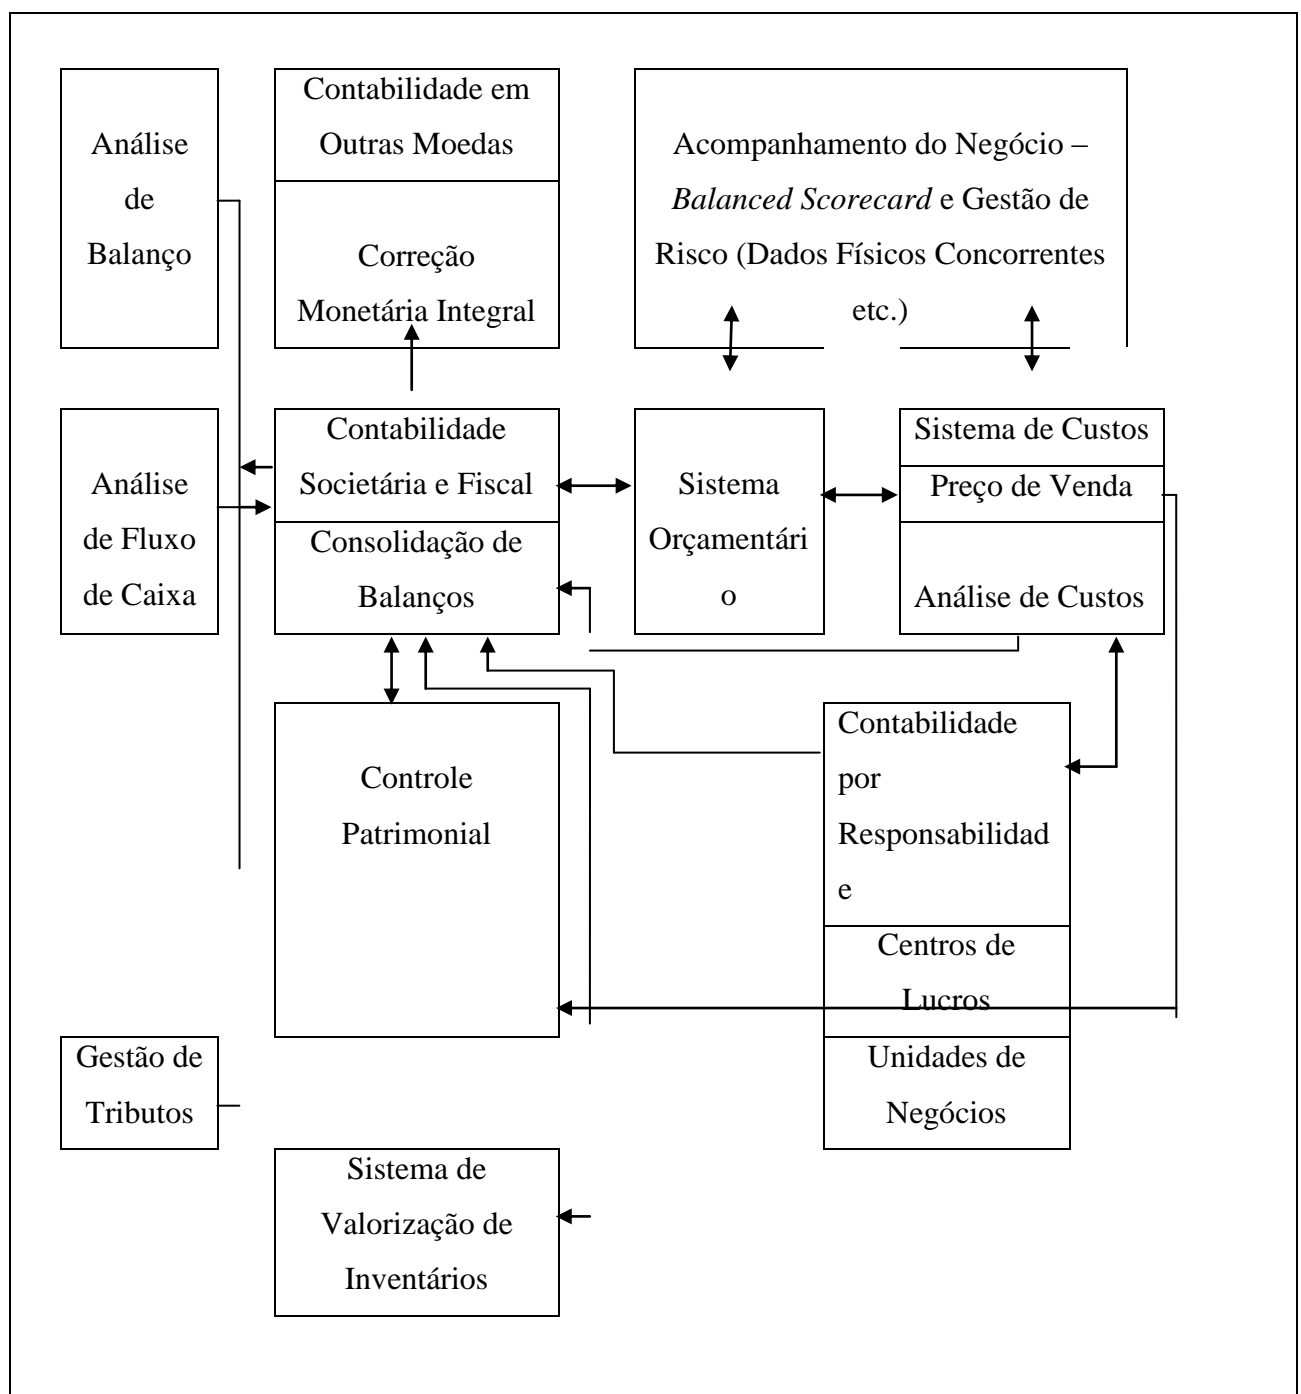 Análise
de
Balanço
Contabilidade em
Outras Moedas
Correção
Monetária Integral
Acompanhamento do Negócio –
Balanced Scorecard e Gestão de
Risco (Dados Físicos Concorrentes
etc.)
Análise
de Fluxo
de Caixa
Contabilidade
Societária e Fiscal
Consolidação de
Balanços
Sistema
Orçamentári
o
Sistema de Custos
Preço de Venda
Análise de Custos
Controle
Patrimonial
Contabilidade
por
Responsabilidad
e
Centros de
Lucros
Unidades de
Negócios
Gestão de
Tributos
Sistema de
Valorização de
Inventários